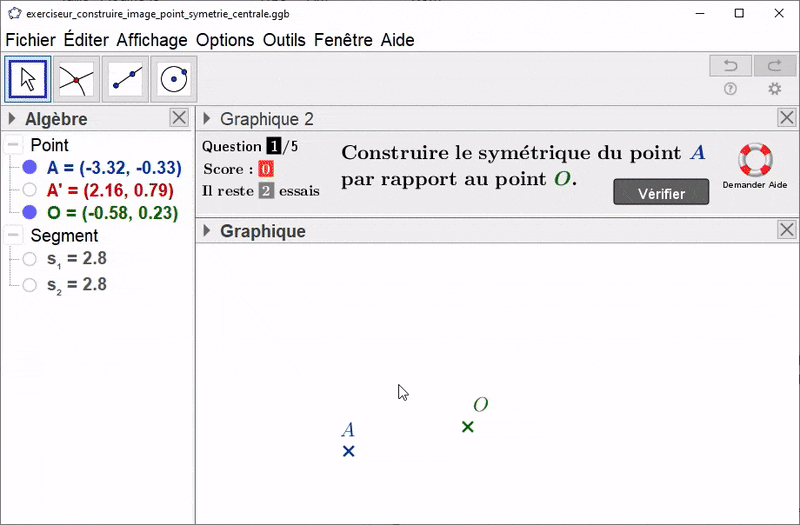 exerciseur_construire_image_point_symetrie_centrale.ggb
Fichier Éditer Affichage Options Outils Fenêtre Aide
Algèbre
Point
A = (-3.32, -0.33)
A' = (2.16, 0.79)
O = (-0.58, 0.23)
Segment
s₁ = 2.8
s₂ = 2.8
Graphique 2
Question 1/5
Score : 0
Il reste 2 essais
Construire le symétrique du point A
par rapport au point O.
Vérifier
Demander Aide
Graphique
O
A